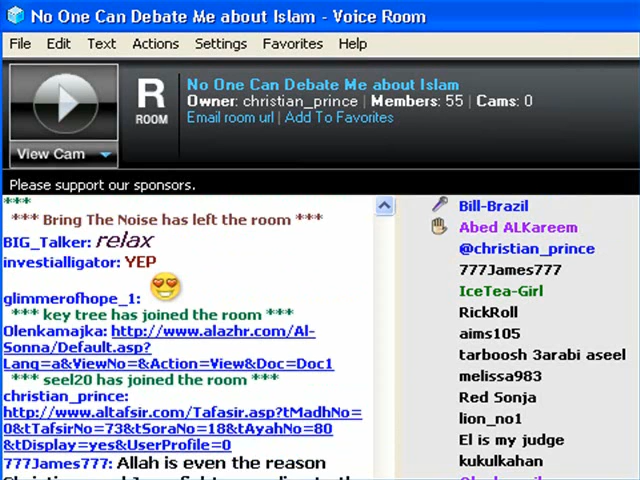 No One Can Debate Me about Islam - Voice Room
File Edit Text Actions Settings Favorites Help
R
ROOM
No One Can Debate Me about Islam
Owner: christian_prince | Members: 55 | Cams: 0
Email room url | Add To Favorites
View Cam
Please support our sponsors.
***
*** Bring The Noise has left the room ***
BIG_Talker: relax
investialligator: YEP
glimmerofhope_1:
*** key tree has joined the room ***
Olenkamajka: http://www.alazhr.com/Al-
Sonna/Default.asp?
Lang=a&ViewNo=&Action=View&Doc=Doc1
*** seel20 has joined the room ***
christian_prince:
http://www.altafsir.com/Tafasir.asp?tMadhNo=
0&tTafsirNo=73&tSoraNo=18&tAyahNo=80
&tDisplay=yes&UserProfile=0
777James777: Allah is even the reason
Bill-Brazil
Abed ALKareem
@christian_prince
777James777
IceTea-Girl
RickRoll
aims105
tarboosh 3arabi aseel
melissa983
Red Sonja
lion_no1
El is my judge
kukulkahan